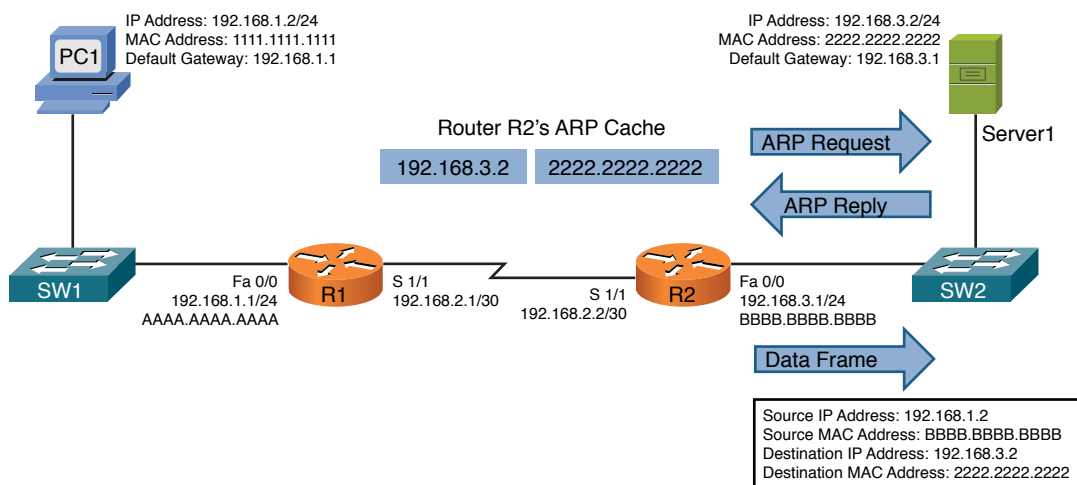 IP Address: 192.168.1.2/24
MAC Address: 1111.1111.1111
Default Gateway: 192.168.1.1
PC1
IP Address: 192.168.3.2/24
MAC Address: 2222.2222.2222
Default Gateway: 192.168.3.1
Server1
Router R2's ARP Cache
192.168.3.2
2222.2222.2222
ARP Request
ARP Reply
SW1
Fa 0/0
192.168.1.1/24
AAAA.AAAA.AAAA
R1
S 1/1
192.168.2.1/30
S 1/1
192.168.2.2/30
R2
Fa 0/0
192.168.3.1/24
BBBB.BBBB.BBBB
SW2
Data Frame
Source IP Address: 192.168.1.2
Source MAC Address: BBBB.BBBB.BBBB
Destination IP Address: 192.168.3.2
Destination MAC Address: 2222.2222.2222